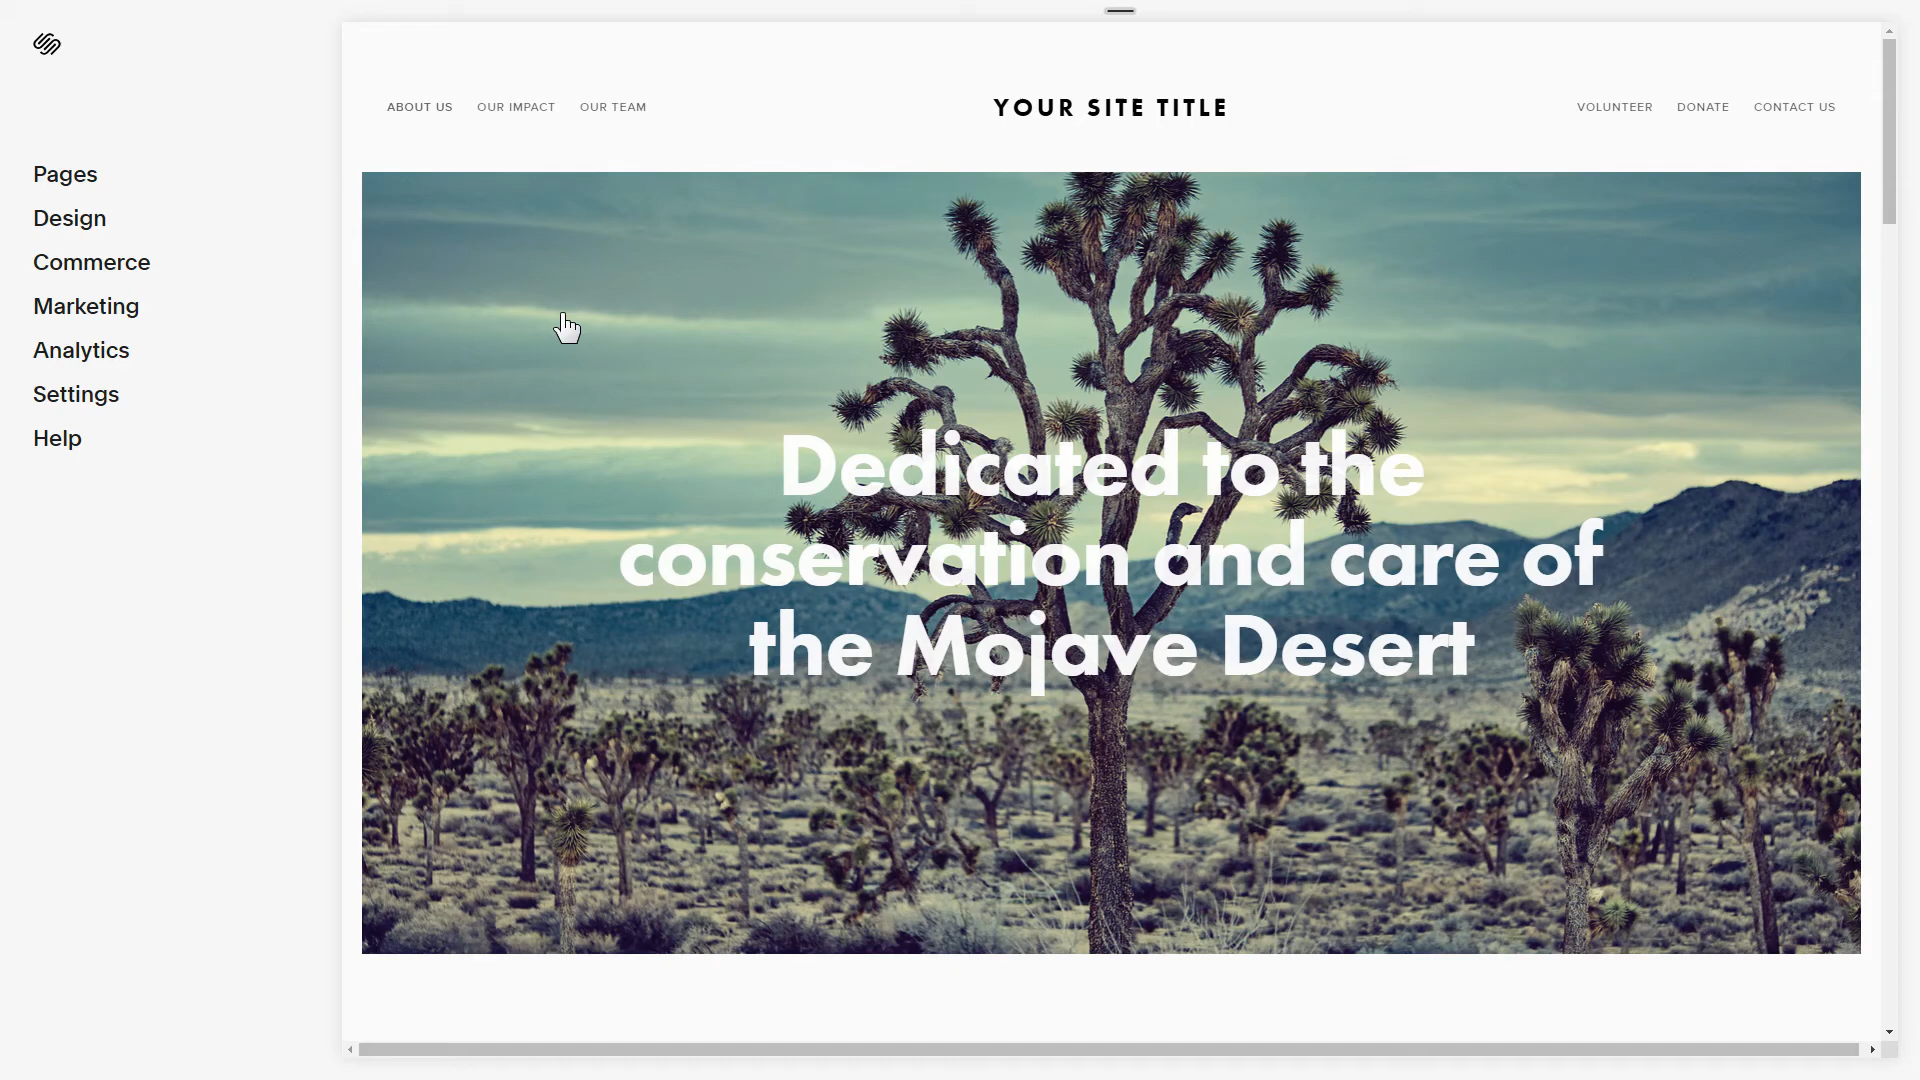 Pages
Design
Commerce
Marketing
Analytics
Settings
Help
ABOUT US OUR IMPACT OUR TEAM
YOUR SITE TITLE
VOLUNTEER DONATE CONTACT US
Dedicated to the
conservation and care of
the Mojave Desert